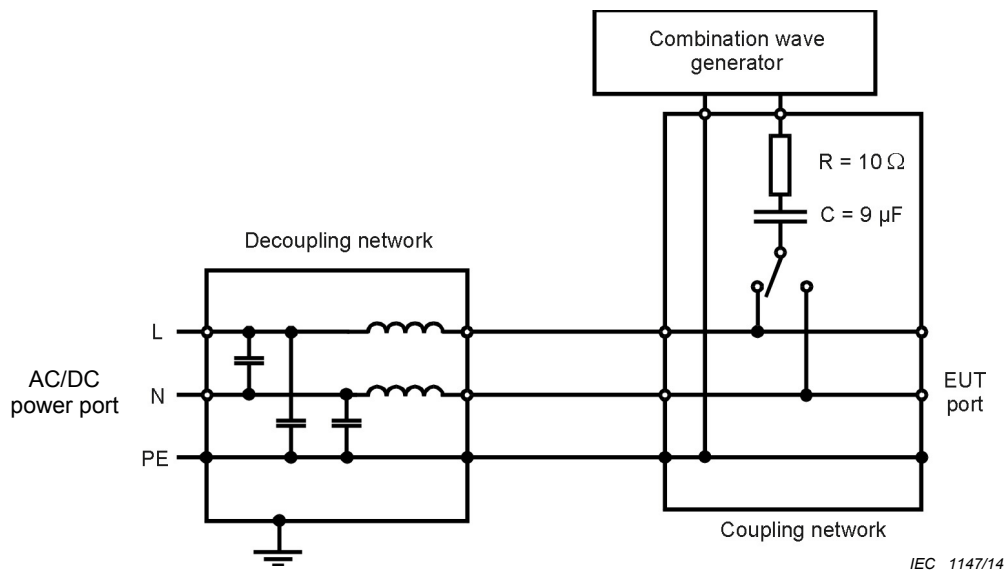 Combination wave
generator
R = 10 Ω
C = 9 µF
Decoupling network
L
AC/DC
power port
N
EUT
port
PE
Coupling network
IEC 1147/14